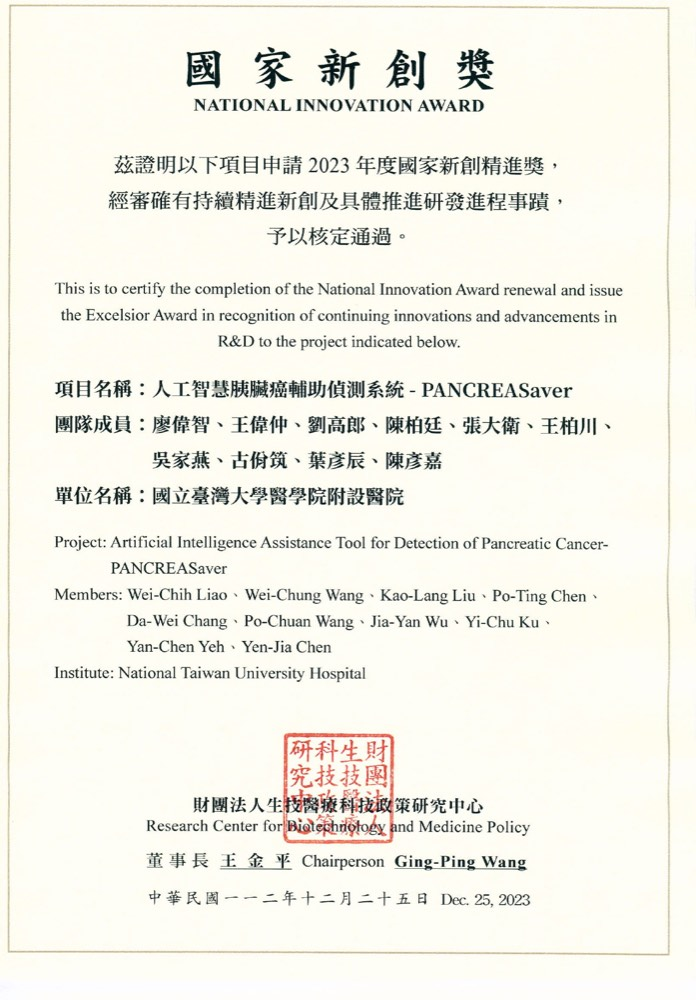 國家新創獎
NATIONAL INNOVATION AWARD
茲證明以下項目申請 2023 年度國家新創精進獎，
經審確有持續精進新創及具體推進研發進程事蹟，
予以核定通過。
This is to certify the completion of the National Innovation Award renewal and issue
the Excelsior Award in recognition of continuing innovations and advancements in
R&D to the project indicated below.
項目名稱：人工智慧胰臟癌輔助偵測系統 - PANCREASaver
團隊成員：廖偉智、王偉仲、劉高郎、陳柏廷、張大衛、王柏川、
吳家燕、古佾筑、葉彥辰、陳彥嘉
單位名稱：國立臺灣大學醫學院附設醫院
Project: Artificial Intelligence Assistance Tool for Detection of Pancreatic Cancer-
PANCREASaver
Members: Wei-Chih Liao、Wei-Chung Wang、Kao-Lang Liu、Po-Ting Chen、
Da-Wei Chang、Po-Chuan Wang、Jia-Yan Wu、Yi-Chu Ku、
Yan-Chen Yeh、Yen-Jia Chen
Institute: National Taiwan University Hospital
財團法人
生技醫療
科技政策
研究中心
財團法人生技醫療科技政策研究中心
Research Center for Biotechnology and Medicine Policy
董事長 王金平 Chairperson Ging-Ping Wang
中華民國一一二年十二月二十五日 Dec. 25, 2023